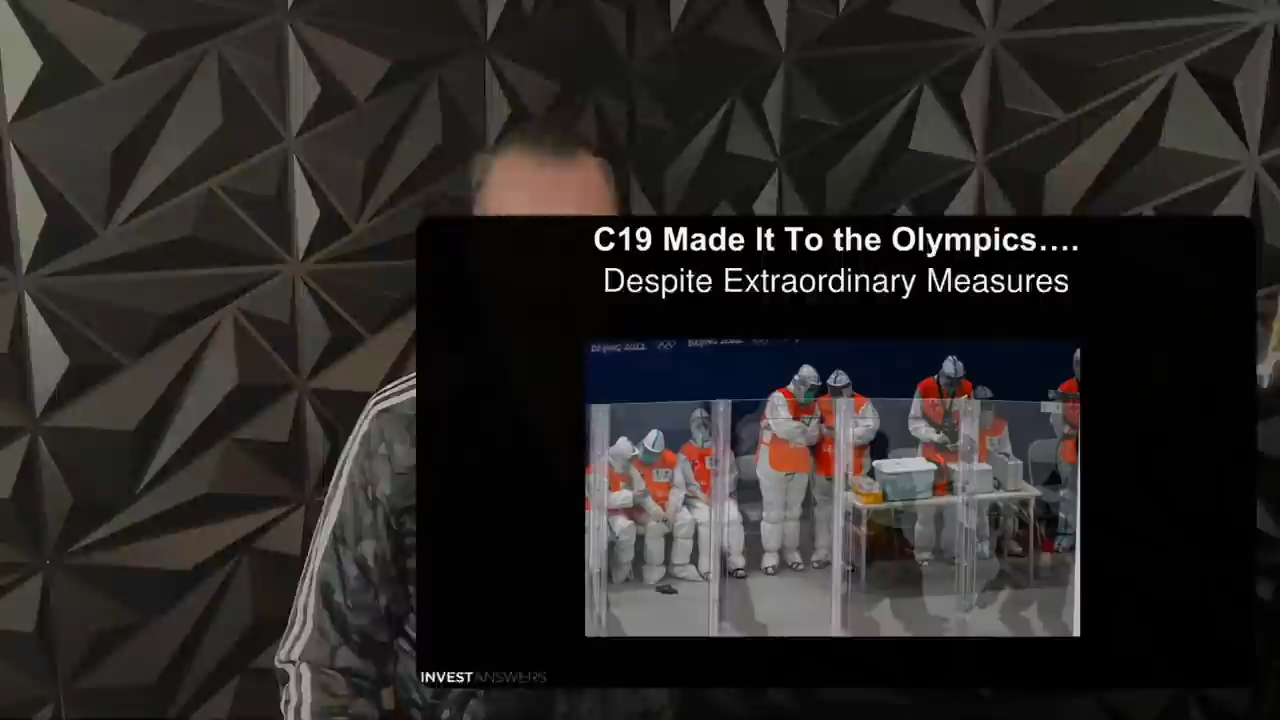 C19 Made It To the Olympics....
Despite Extraordinary Measures
INVESTANSWERS